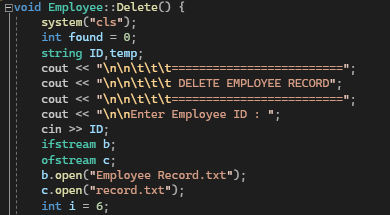 void Employee::Delete() {
system("cls");
int found = 0;
string ID,temp;
cout << "\n\n\t\t\t=========================";
cout << "\n\n\t\t\t DELETE EMPLOYEE RECORD";
cout << "\n\n\t\t\t=========================";
cout << "\n\nEnter Employee ID : ";
cin >> ID;
ifstream b;
ofstream c;
b.open("Employee Record.txt");
c.open("record.txt");
int i = 6;